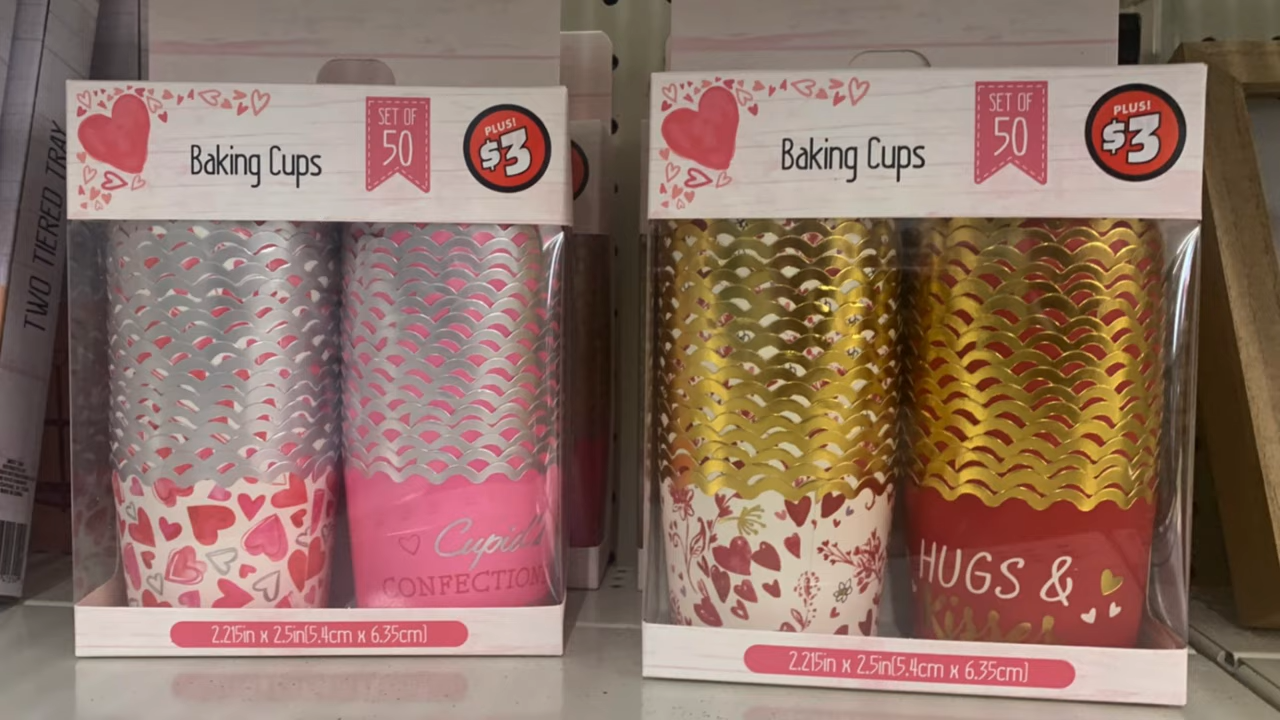 TWO TIERED TRAY
Baking Cups
SET OF
50
PLUS!
$3
Cupid's
CONFECTION
2.215in x 2.5in(5.4cm x 6.35cm)
Baking Cups
SET OF
50
PLUS!
$3
HUGS &
Kisses
2.215in x 2.5in(5.4cm x 6.35cm)